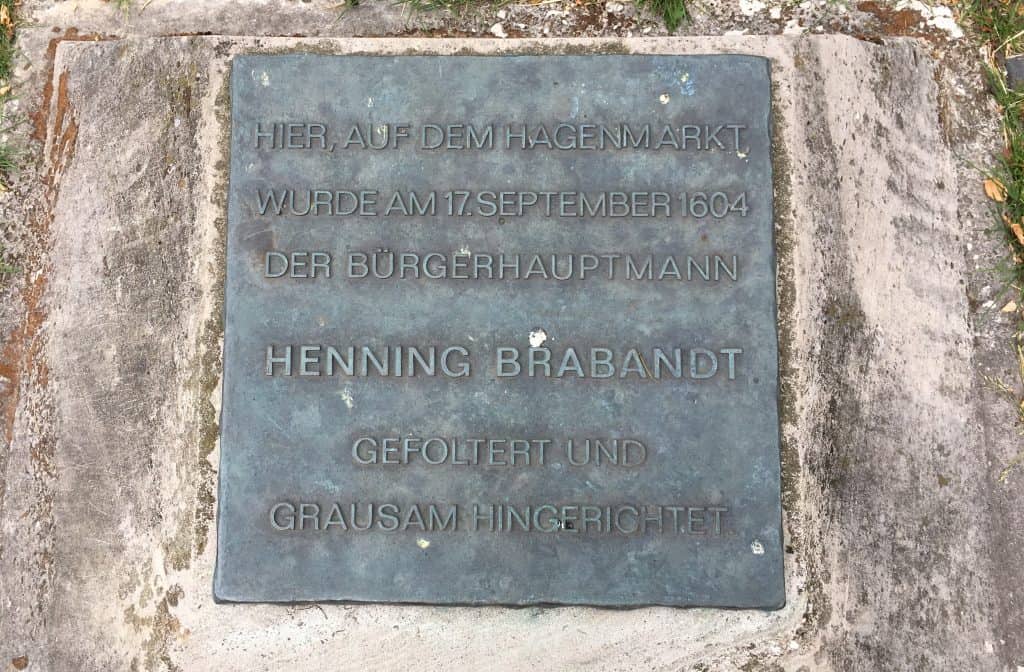 HIER, AUF DEM HAGENMARKT,
WURDE AM 17. SEPTEMBER 1604
DER BÜRGERHAUPTMANN
HENNING BRABANDT
GEFOLTERT UND
GRAUSAM HINGERICHTET.